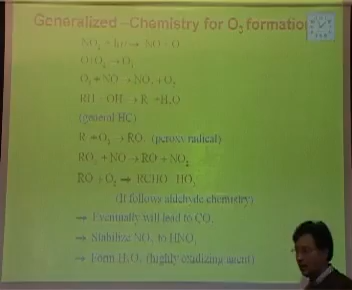 Generalized –Chemistry for O₃ formation
NO₂ + hν → NO + O
O+O₂ → O₃
O₃ + NO → NO₂ + O₂
RH + OH → R + H₂O
(general HC)
R + O₂ → RO₂ (peroxy radical)
RO₂ + NO → RO + NO₂
RO + O₂ → RCHO HO₂
(It follows aldehyde chemistry)
→ Eventually will lead to CO₂
→ Stabilize NO₂ to HNO₃
→ Form H₂O₂ (highly oxidizing agent)